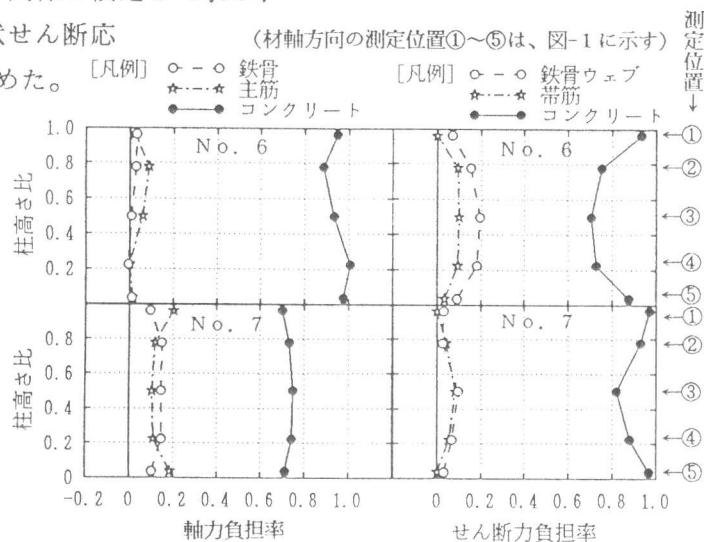 伏せん断応
めた。
(材軸方向の測定位置①～⑤は、図-1に示す)
測定位置↓
[凡例] 鉄骨
主筋
コンクリート
[凡例] 鉄骨ウェブ
帯筋
コンクリート
柱高さ比
1.0
0.8
0.6
0.4
0.2
No. 6
No. 6
←①
←②
←③
←④
←⑤
柱高さ比
0.8
0.6
0.4
0.2
0
No. 7
No. 7
←①
←②
←③
←④
←⑤
-0.2 0 0.2 0.4 0.6 0.8 1.0
0 0.2 0.4 0.6 0.8 1.0
軸力負担率
せん断力負担率